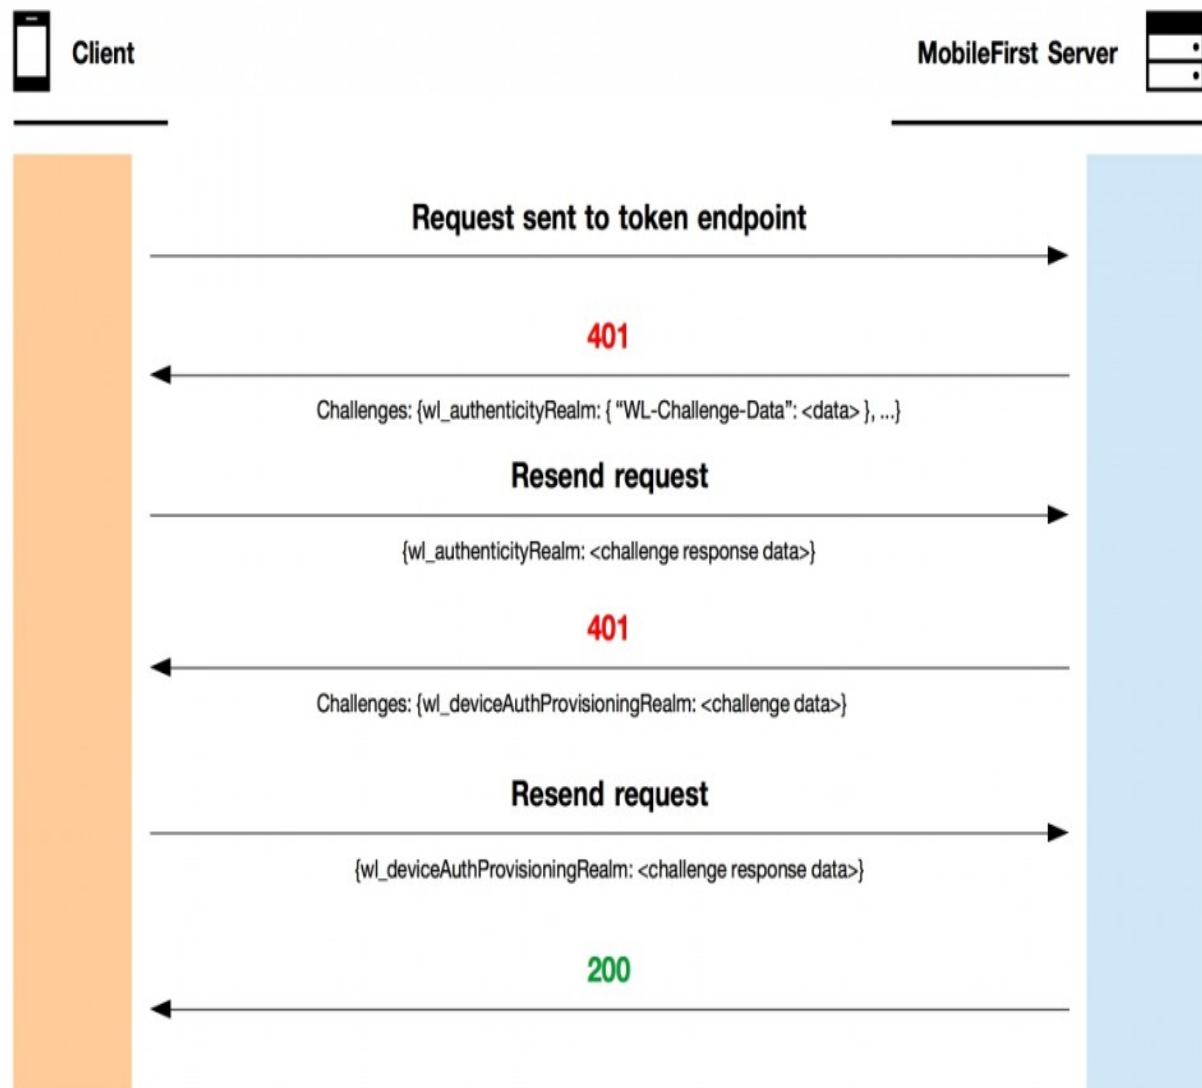 Client
MobileFirst Server
Request sent to token endpoint
401
Challenges: {wl_authenticityRealm: { “WL-Challenge-Data”: <data> }, ...}
Resend request
{wl_authenticityRealm: <challenge response data>}
401
Challenges: {wl_deviceAuthProvisioningRealm: <challenge data>}
Resend request
{wl_deviceAuthProvisioningRealm: <challenge response data>}
200